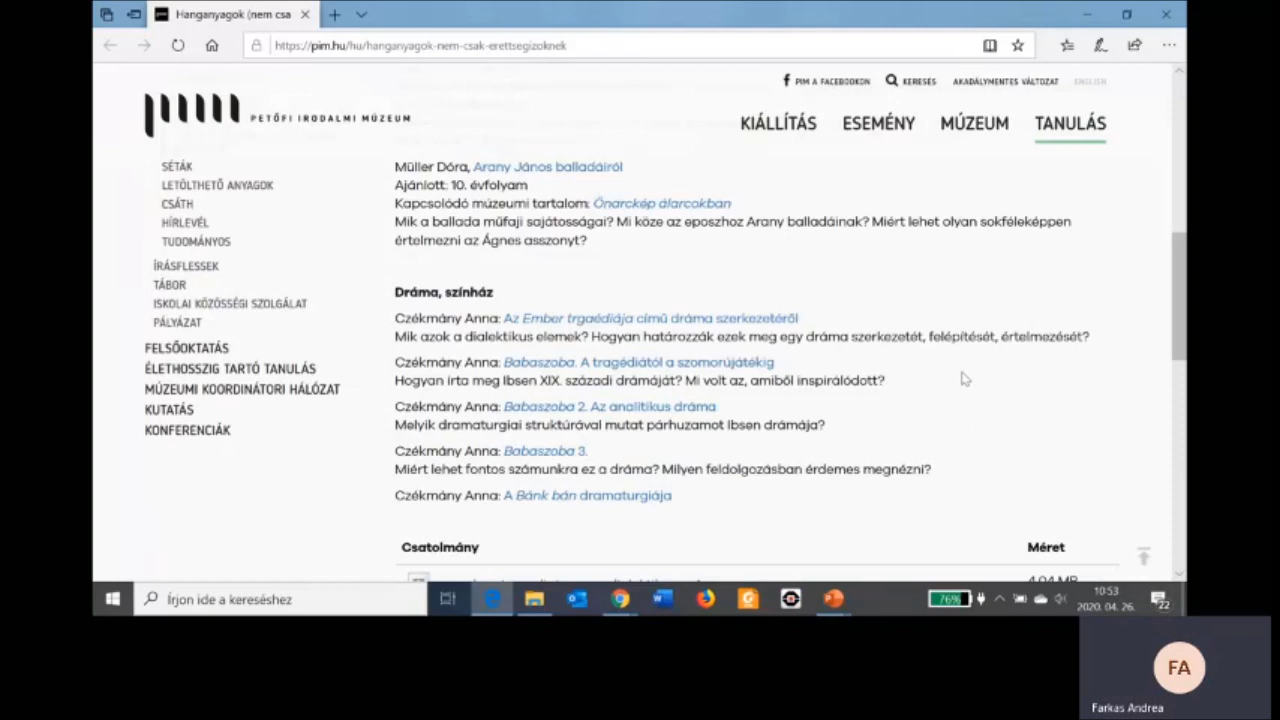 Hanganyagok (nem csa
https://pim.hu/hu/hanganyagok-nem-csak-erettsegizoknek
PIM A FACEBOOKON
KERESÉS
AKADÁLYMENTES VÁLTOZAT
ENGLISH
PETŐFI IRODALMI MÚZEUM
KIÁLLÍTÁS
ESEMÉNY
MÚZEUM
TANULÁS
SÉTÁK
LETÖLTHETŐ ANYAGOK
CSÁTH
HÍRLEVÉL
TUDOMÁNYOS
ÍRÁSFLESSEK
TÁBOR
ISKOLAI KÖZÖSSÉGI SZOLGÁLAT
PÁLYÁZAT
FELSŐOKTATÁS
ÉLETHOSSZIG TARTÓ TANULÁS
MÚZEUMI KOORDINÁTORI HÁLÓZAT
KUTATÁS
KONFERENCIÁK
Müller Dóra, Arany János balladáiról
Ajánlott: 10. évfolyam
Kapcsolódó múzeumi tartalom: Önarckép álarcokban
Mik a ballada műfaji sajátosságai? Mi köze az eposzhoz Arany balladáinak? Miért lehet olyan sokféleképpen
értelmezni az Ágnes asszonyt?
Dráma, színház
Czékmány Anna: Az Ember trgaédiája című dráma szerkezetéről
Mik azok a dialektikus elemek? Hogyan határozzák ezek meg egy dráma szerkezetét, felépítését, értelmezését?
Czékmány Anna: Babaszoba. A tragédiától a szomorújátékig
Hogyan írta meg Ibsen XIX. századi drámáját? Mi volt az, amiből inspirálódott?
Czékmány Anna: Babaszoba 2. Az analitikus dráma
Melyik dramaturgiai struktúrával mutat párhuzamot Ibsen drámája?
Czékmány Anna: Babaszoba 3.
Miért lehet fontos számunkra ez a dráma? Milyen feldolgozásban érdemes megnézni?
Czékmány Anna: A Bánk bán dramaturgiája
Csatolmány
Méret
4.04 MB
Írjon ide a kereséshez
76%
10:53
2020. 04. 26.
22
FA
Farkas Andrea